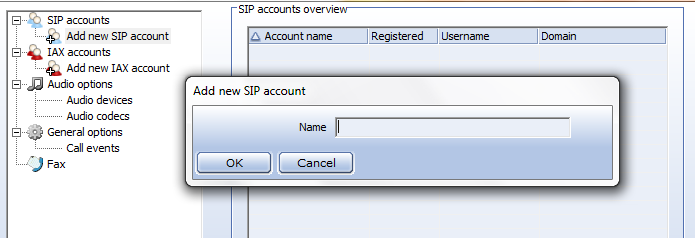 SIP accounts
Add new SIP account
IAX accounts
Add new IAX account
Audio options
Audio devices
Audio codecs
General options
Call events
Fax
SIP accounts overview
Account name Registered Username Domain
Add new SIP account
Name
OK Cancel